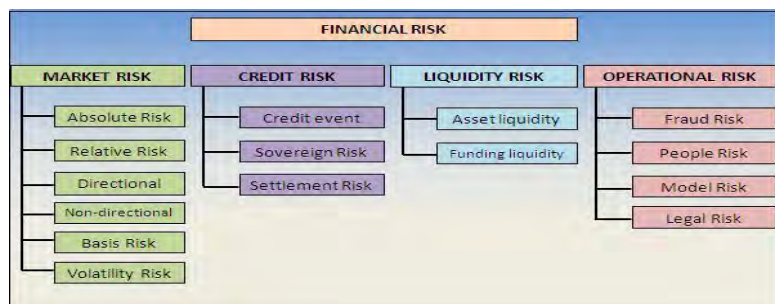 FINANCIAL RISK
MARKET RISK
Absolute Risk
Relative Risk
Directional
Non-directional
Basis Risk
Volatility Risk
CREDIT RISK
Credit event
Sovereign Risk
Settlement Risk
LIQUIDITY RISK
Asset liquidity
Funding liquidity
OPERATIONAL RISK
Fraud Risk
People Risk
Model Risk
Legal Risk